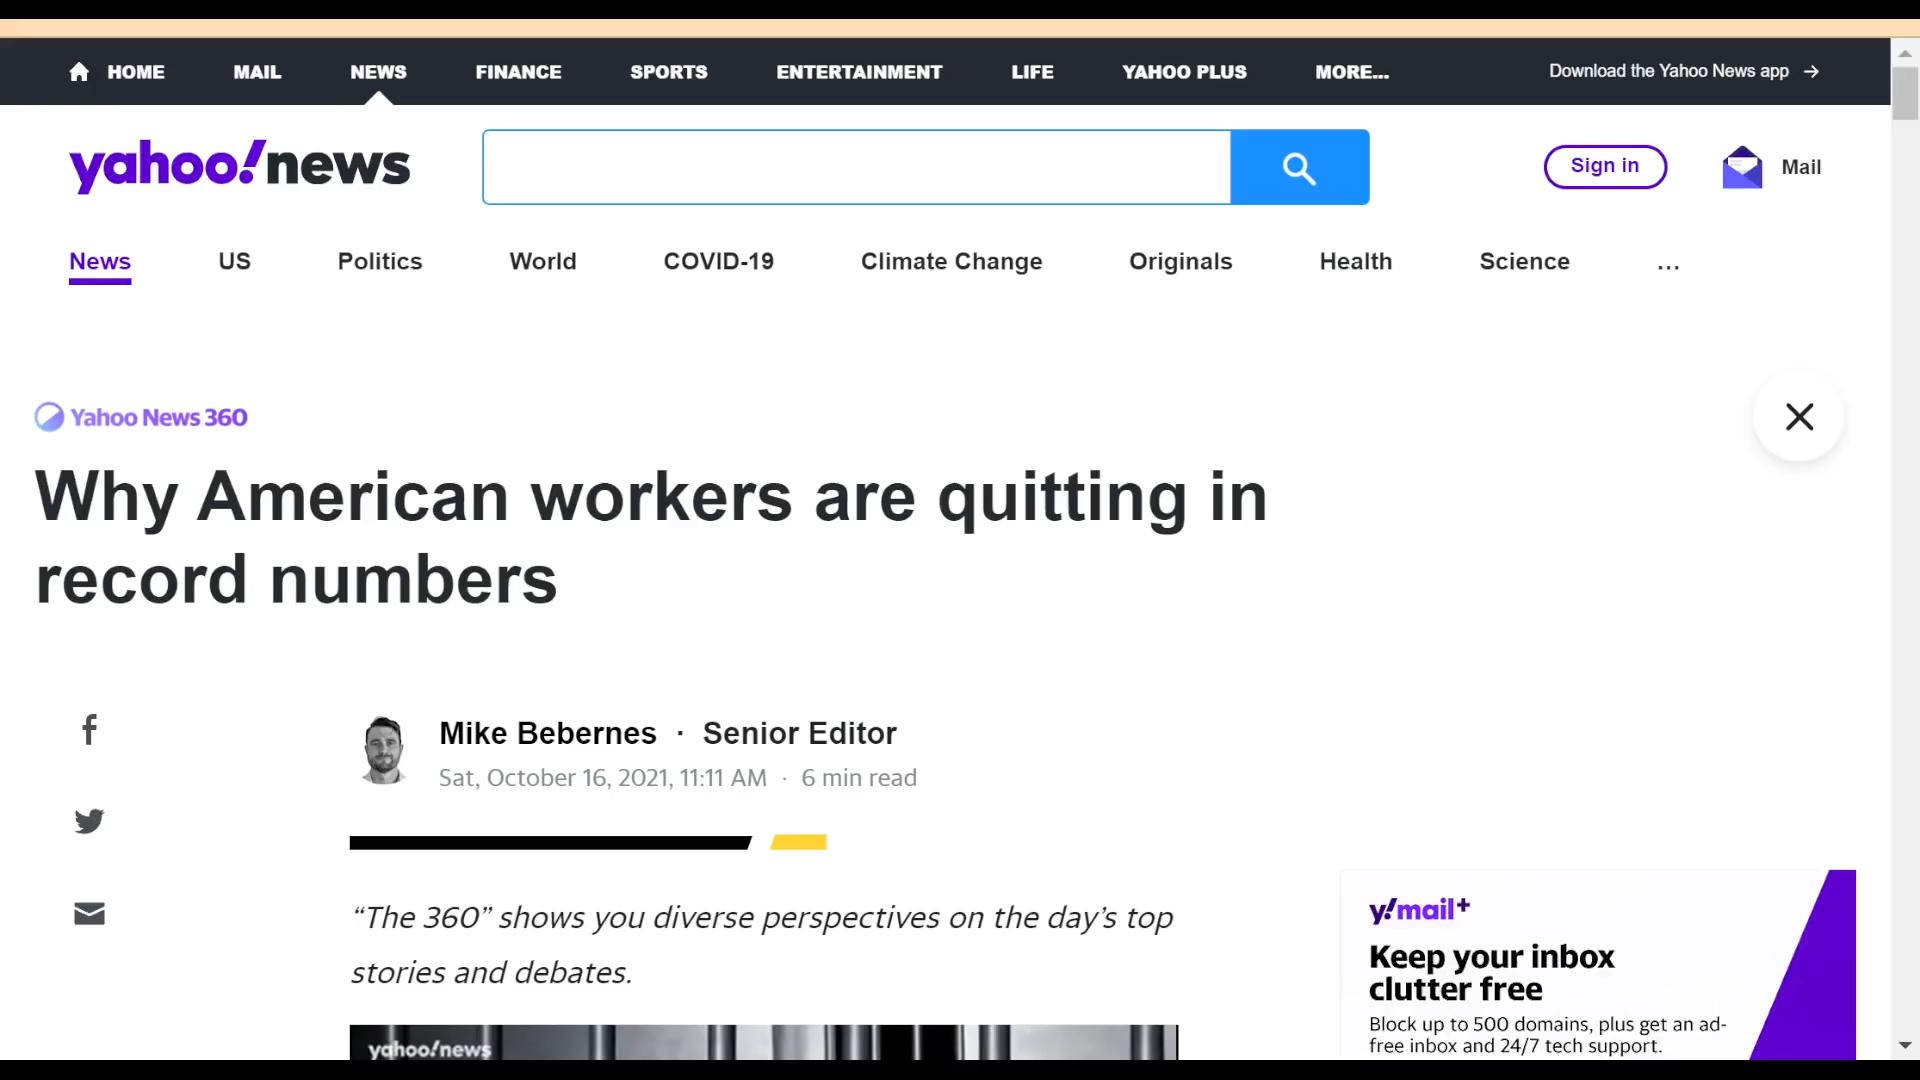 HOME MAIL NEWS FINANCE SPORTS ENTERTAINMENT LIFE YAHOO PLUS MORE... Download the Yahoo News app →
yahoo!news
Sign in
Mail
News US Politics World COVID-19 Climate Change Originals Health Science ...
Yahoo News 360
Why American workers are quitting in
record numbers
Mike Bebernes · Senior Editor
Sat, October 16, 2021, 11:11 AM · 6 min read
“The 360” shows you diverse perspectives on the day’s top
stories and debates.
yahoo!news
y!mail+
Keep your inbox
clutter free
Block up to 500 domains, plus get an ad-
free inbox and 24/7 tech support.